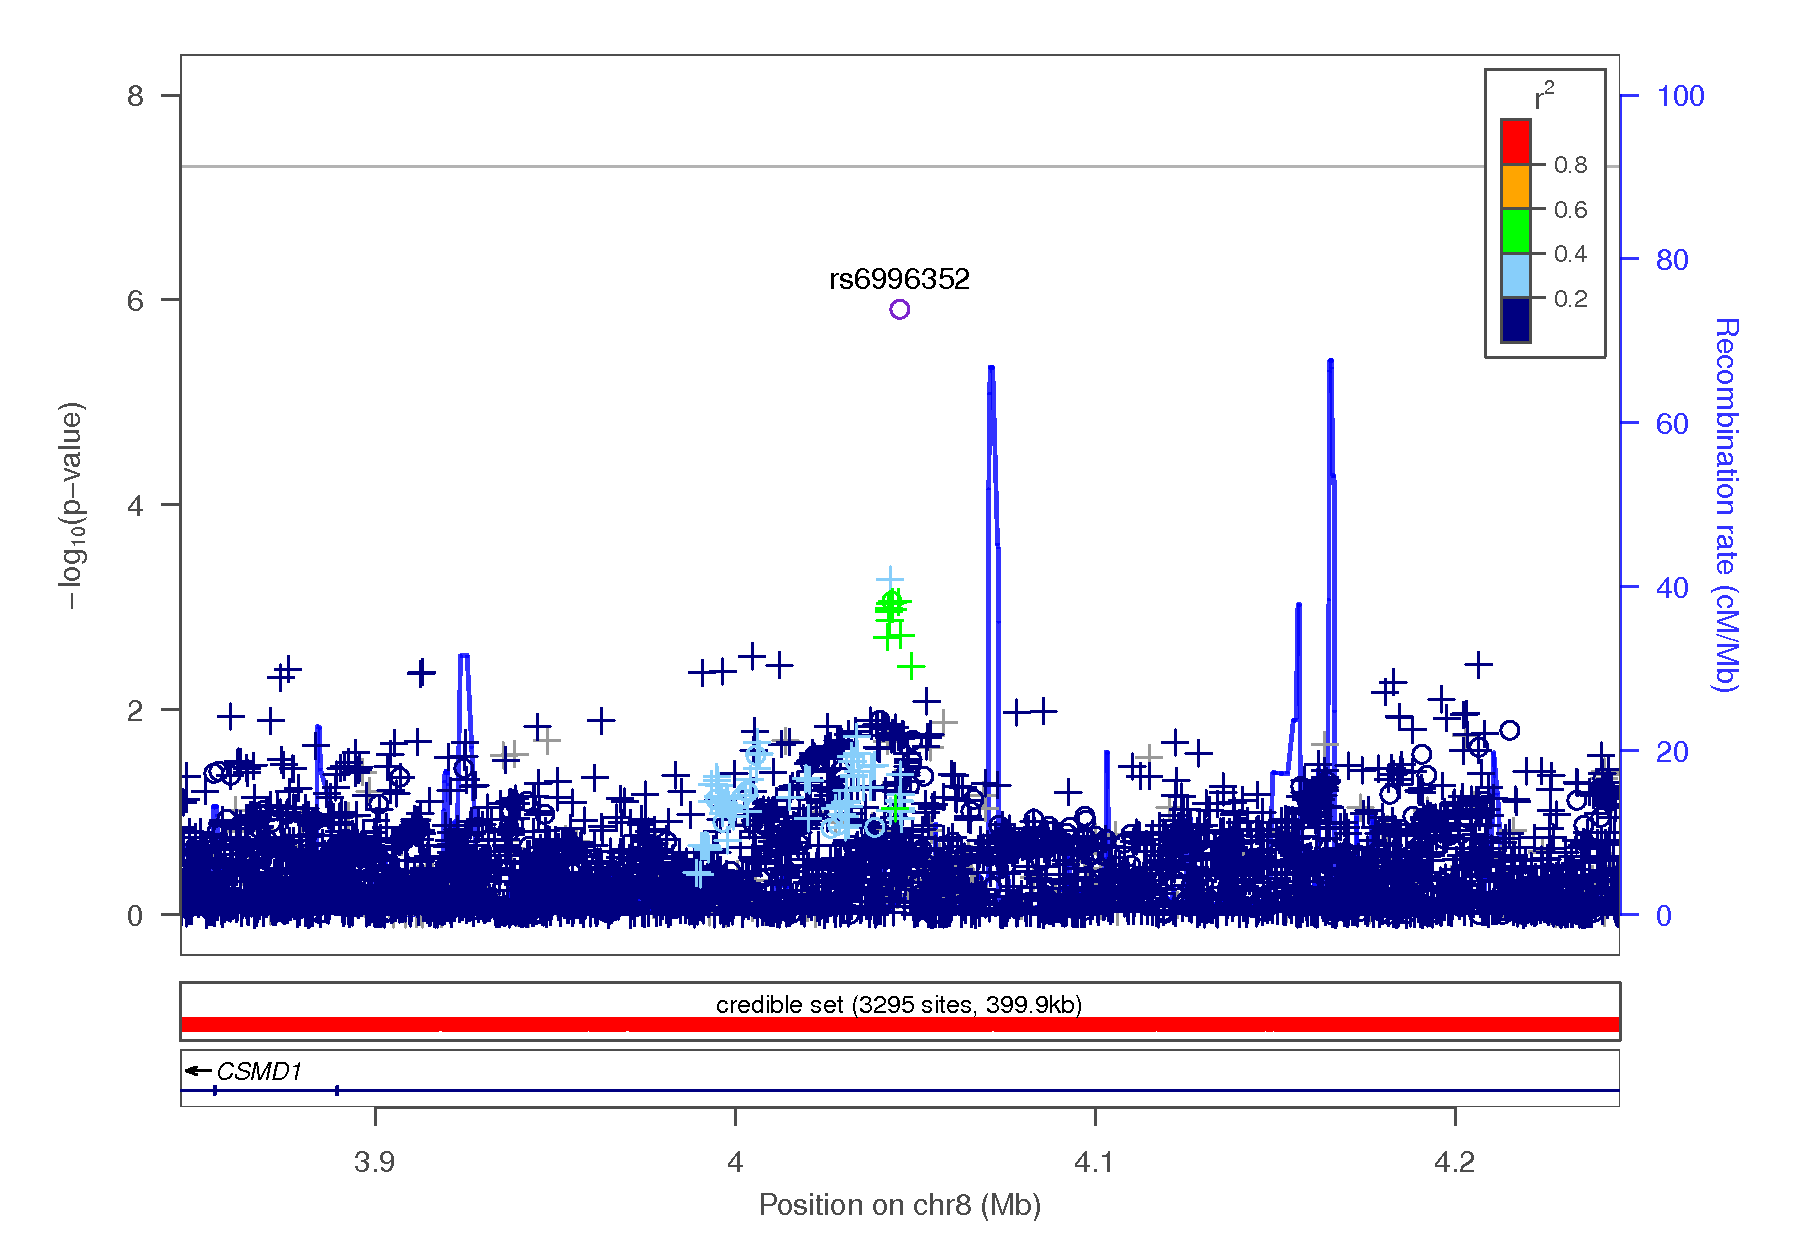 8
6
4
2
0
−log10(p−value)
rs6996352
r2
0.8
0.6
0.4
0.2
100
80
60
40
20
0
Recombination rate (cM/Mb)
credible set (3295 sites, 399.9kb)
CSMD1
3.9
4
4.1
4.2
Position on chr8 (Mb)